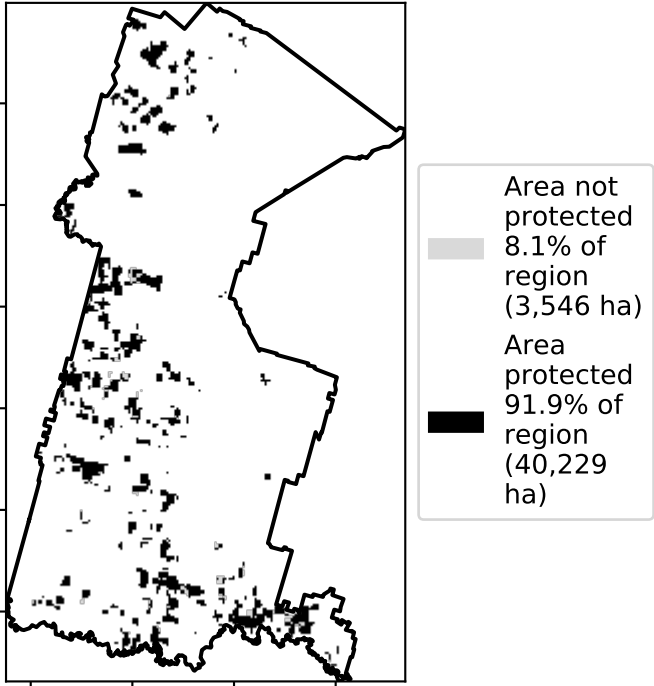 Area not
protected
8.1% of
region
(3,546 ha)
Area
protected
91.9% of
region
(40,229
ha)